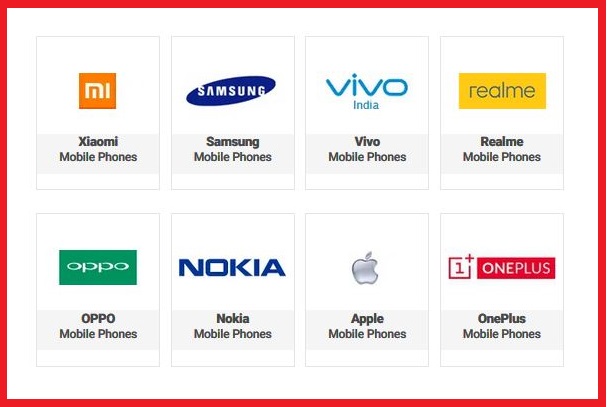 mi
SAMSUNG
vivo
India
realme
Xiaomi
Mobile Phones
Samsung
Mobile Phones
Vivo
Mobile Phones
Realme
Mobile Phones
oppo
NOKIA
1+ ONEPLUS
OPPO
Mobile Phones
Nokia
Mobile Phones
Apple
Mobile Phones
OnePlus
Mobile Phones